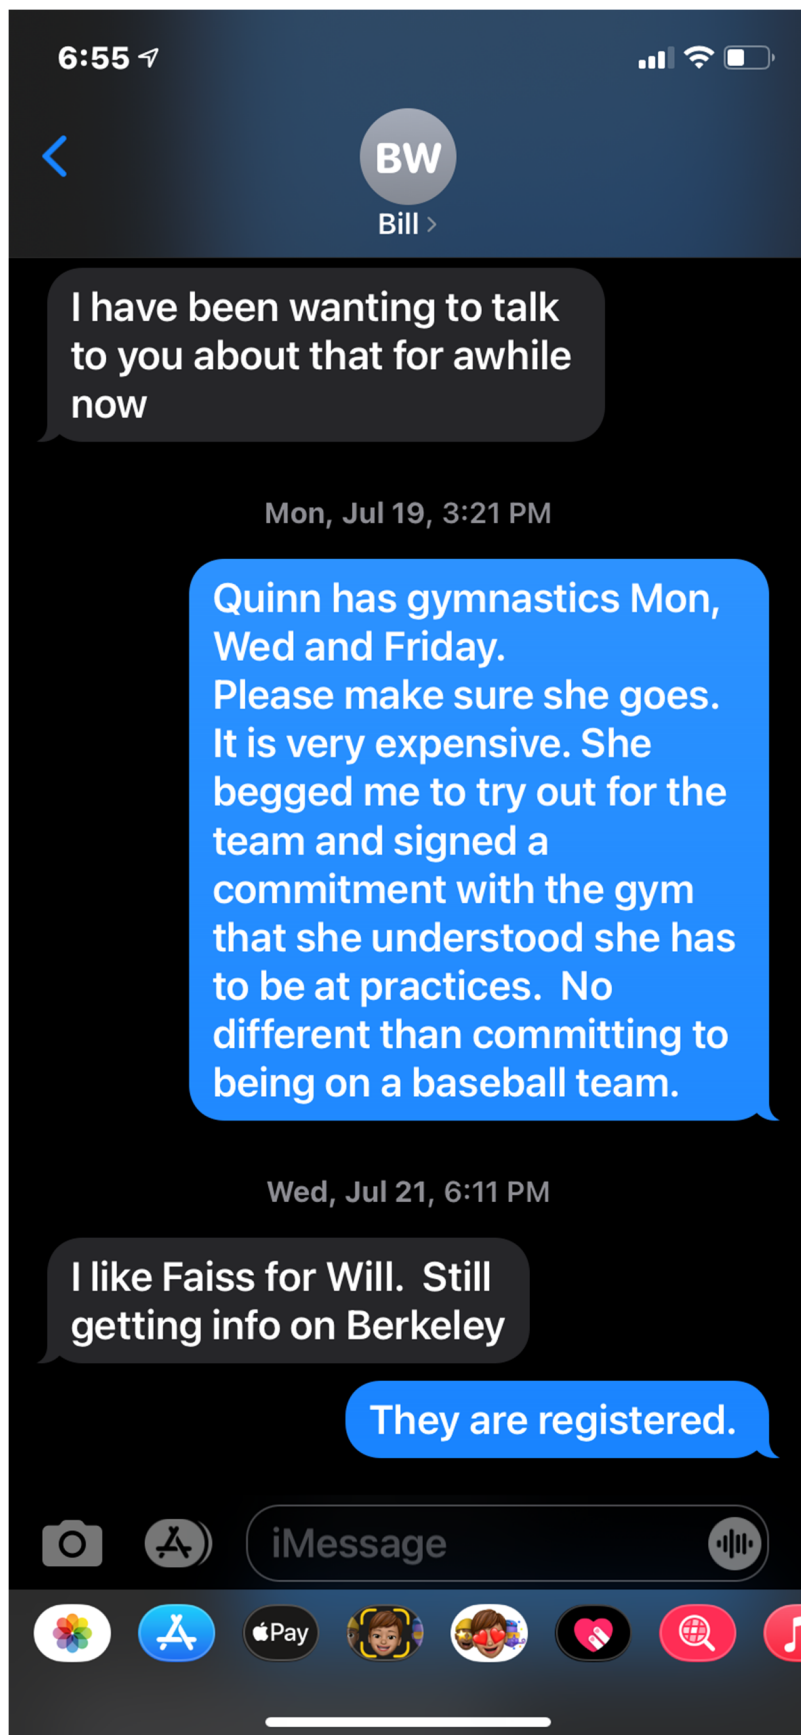 6:55
BW
Bill >
I have been wanting to talk
to you about that for awhile
now
Mon, Jul 19, 3:21 PM
Quinn has gymnastics Mon,
Wed and Friday.
Please make sure she goes.
It is very expensive. She
begged me to try out for the
team and signed a
commitment with the gym
that she understood she has
to be at practices.  No
different than committing to
being on a baseball team.
Wed, Jul 21, 6:11 PM
I like Faiss for Will.  Still
getting info on Berkeley
They are registered.
iMessage
Pay